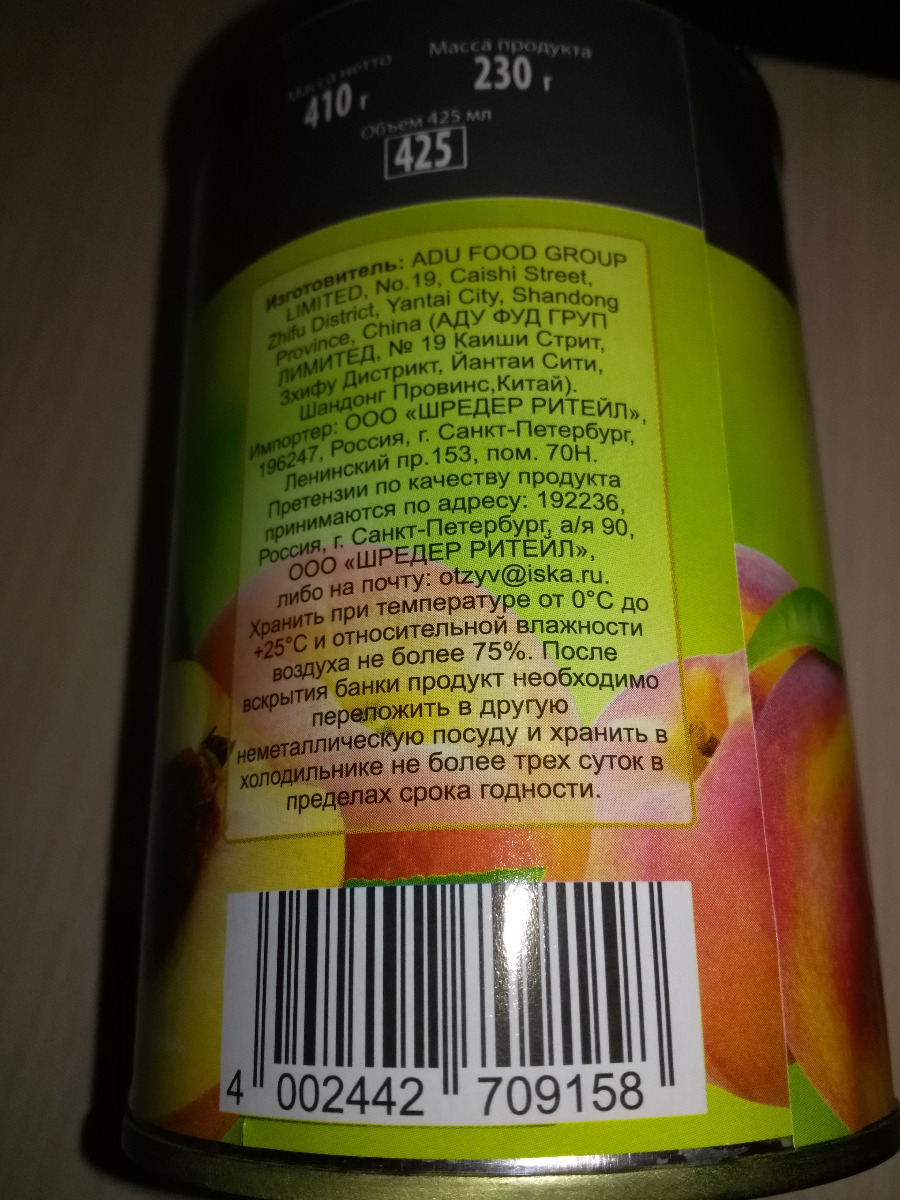 Масса нетто
410 г
Масса продукта
230 г
Объем 425 мл
425
Изготовитель: ADU FOOD GROUP
LIMITED, No.19, Caishi Street,
Zhifu District, Yantai City, Shandong
Province, China (АДУ ФУД ГРУП
ЛИМИТЕД, № 19 Каиши Стрит,
Зхифу Дистрикт, Йантаи Сити,
Шандонг Провинс,Китай).
Импортер: ООО «ШРЕДЕР РИТЕЙЛ»,
196247, Россия, г. Санкт-Петербург,
Ленинский пр.153, пом. 70Н.
Претензии по качеству продукта
принимаются по адресу: 192236,
Россия, г. Санкт-Петербург, а/я 90,
ООО «ШРЕДЕР РИТЕЙЛ»,
либо на почту: otzyv@iska.ru.
Хранить при температуре от 0°С до
+25°С и относительной влажности
воздуха не более 75%. После
вскрытия банки продукт необходимо
переложить в другую
неметаллическую посуду и хранить в
холодильнике не более трех суток в
пределах срока годности.
4 002442 709158